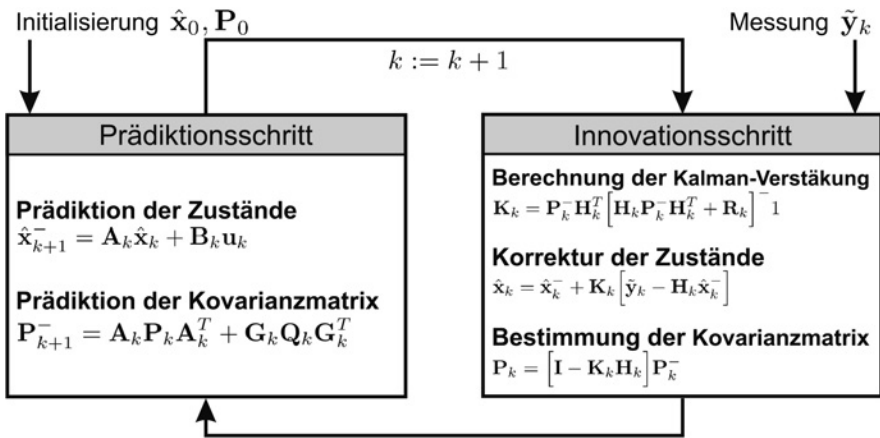 Initialisierung x̂₀, P₀
Messung ỹₖ
k := k + 1
Prädiktionsschritt
Prädiktion der Zustände
x̂⁻ₖ₊₁ = Aₖx̂ₖ + Bₖuₖ
Prädiktion der Kovarianzmatrix
P⁻ₖ₊₁ = AₖPₖAₖᵀ + GₖQₖGₖᵀ
Innovationsschritt
Berechnung der Kalman-Verstäkung
Kₖ = Pₖ⁻Hₖᵀ[HₖPₖ⁻Hₖᵀ + Rₖ]⁻1
Korrektur der Zustände
x̂ₖ = x̂ₖ⁻ + Kₖ[ỹₖ − Hₖx̂ₖ⁻]
Bestimmung der Kovarianzmatrix
Pₖ = [I − KₖHₖ]Pₖ⁻